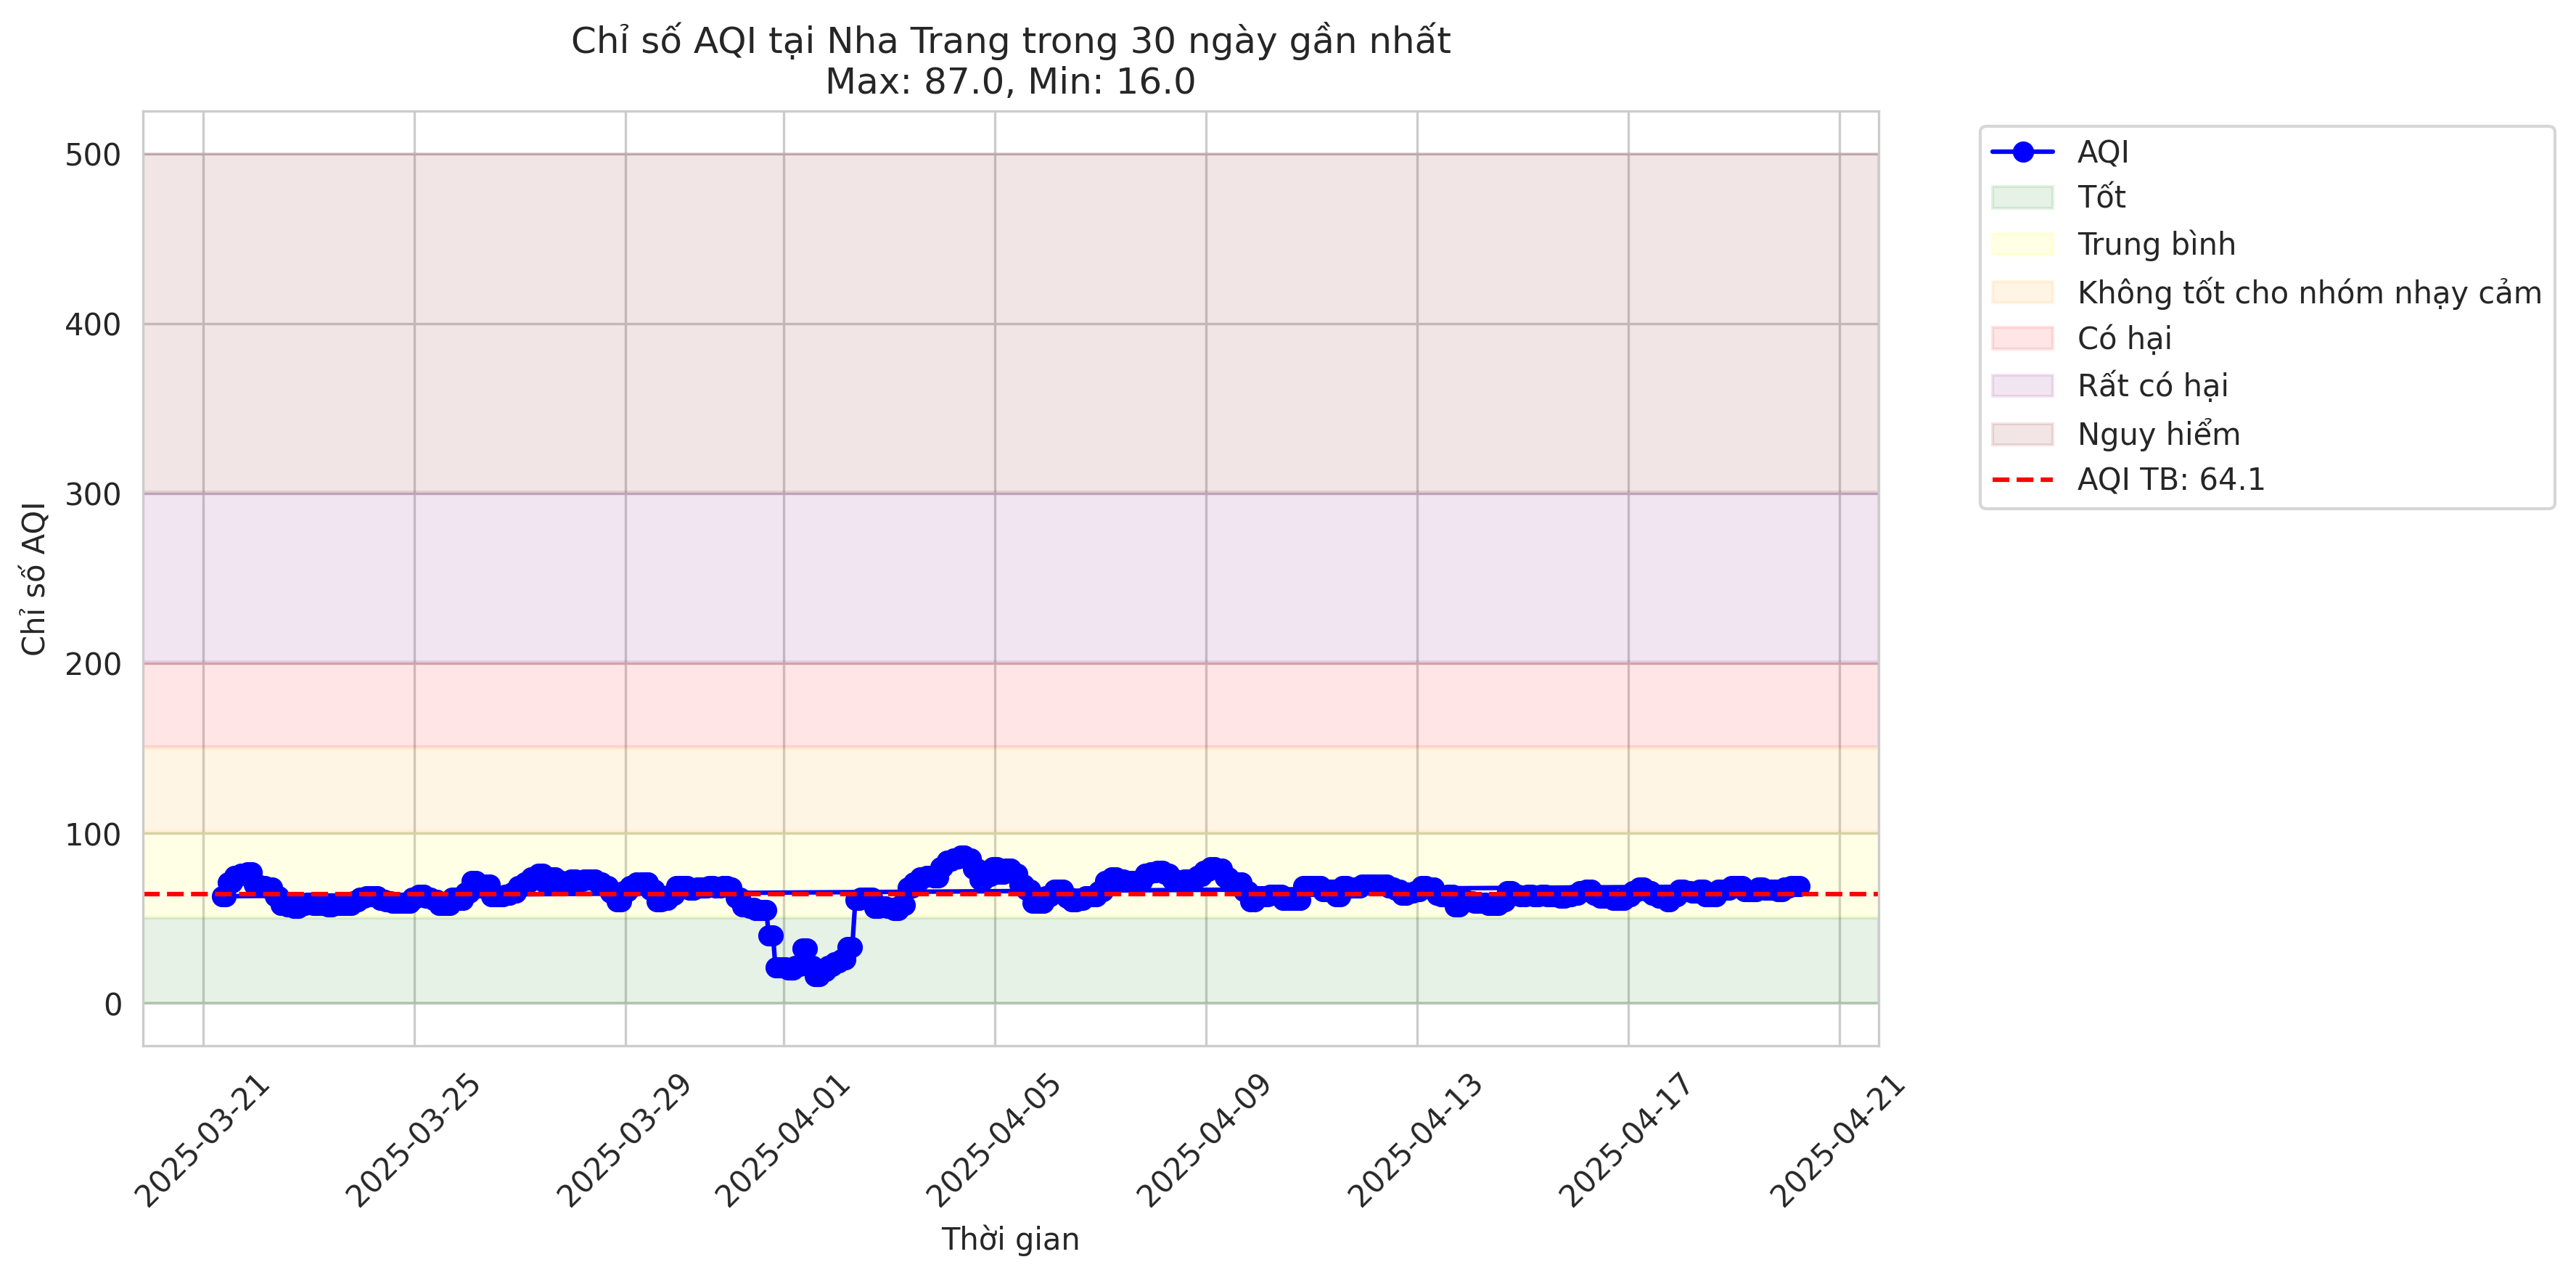 Chỉ số AQI tại Nha Trang trong 30 ngày gần nhất
Max: 87.0, Min: 16.0
Chỉ số AQI
500
400
300
200
100
0
2025-03-21
2025-03-25
2025-03-29
2025-04-01
2025-04-05
2025-04-09
2025-04-13
2025-04-17
2025-04-21
Thời gian
AQI
Tốt
Trung bình
Không tốt cho nhóm nhạy cảm
Có hại
Rất có hại
Nguy hiểm
AQI TB: 64.1